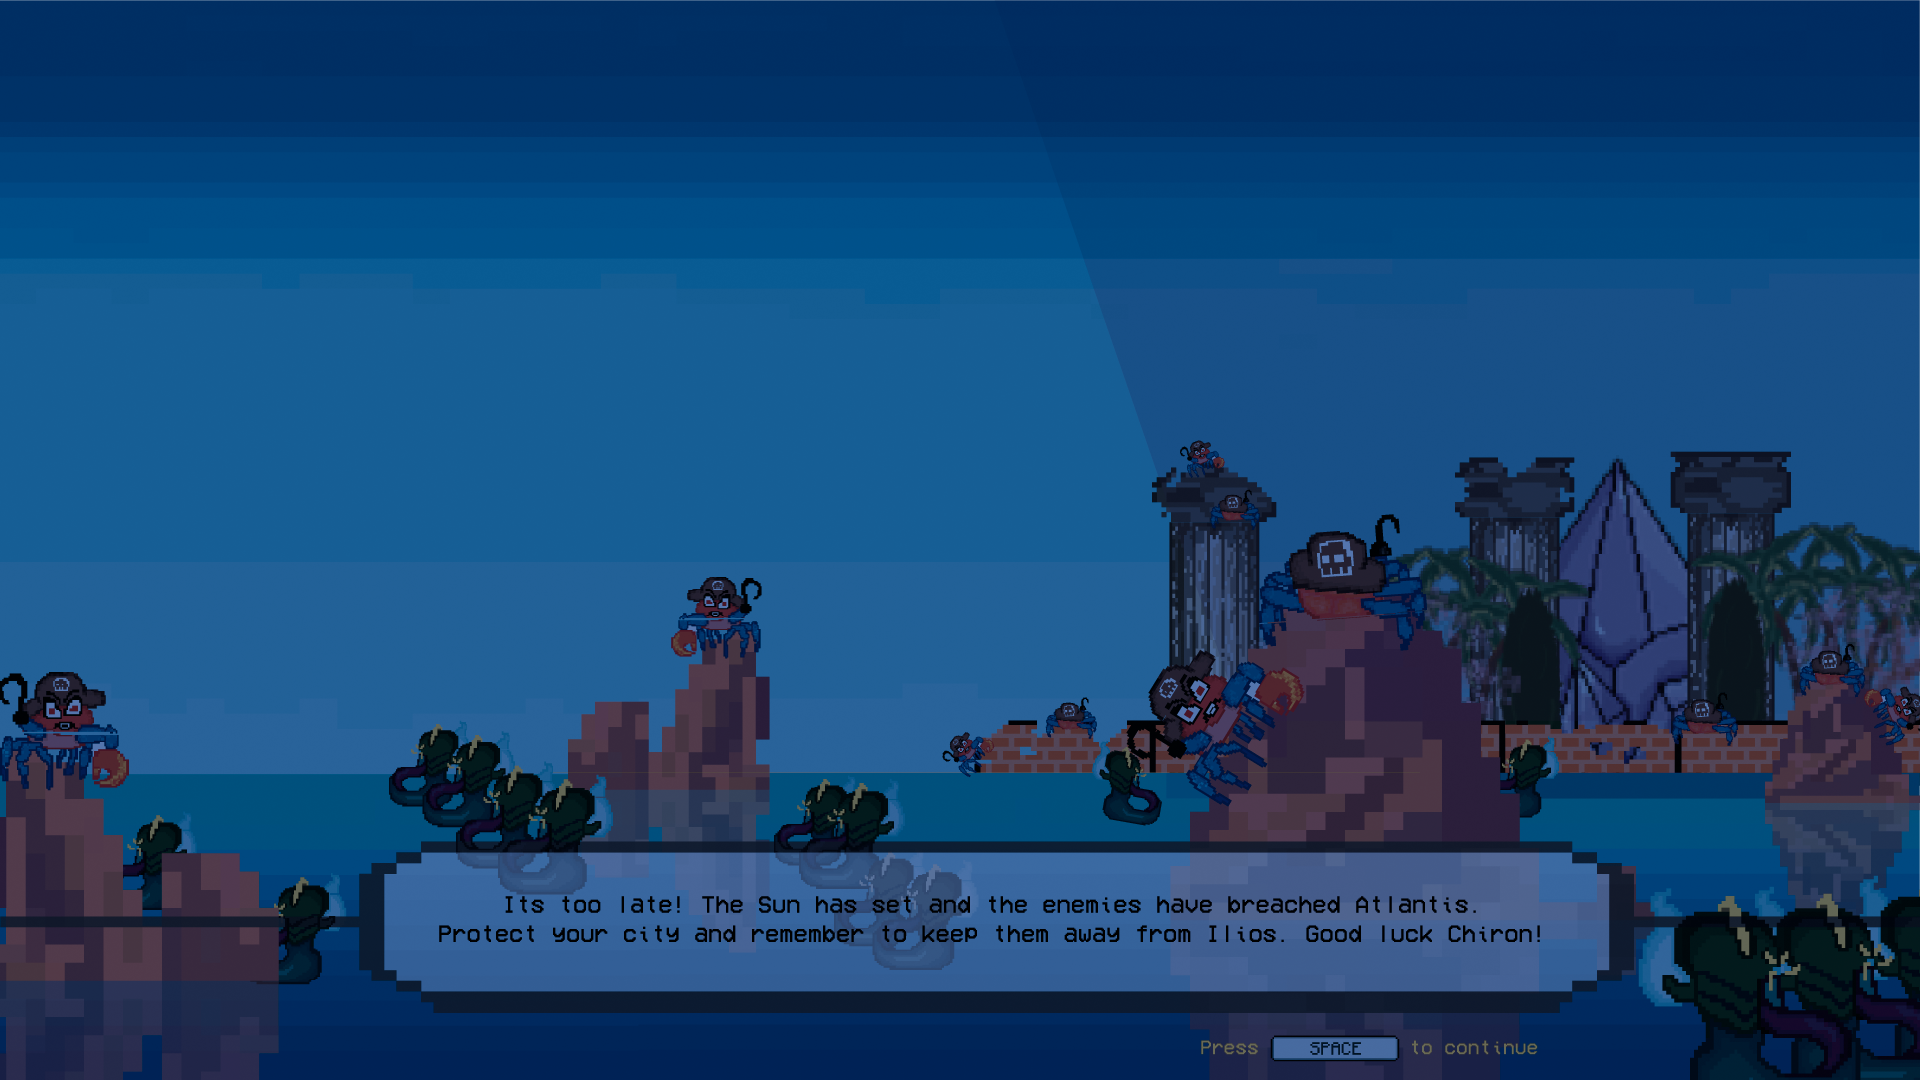 Its too late! The Sun has set and the enemies have breached Atlantis.
Protect your city and remember to keep them away from Ilios. Good luck Chiron!
Press SPACE to continue